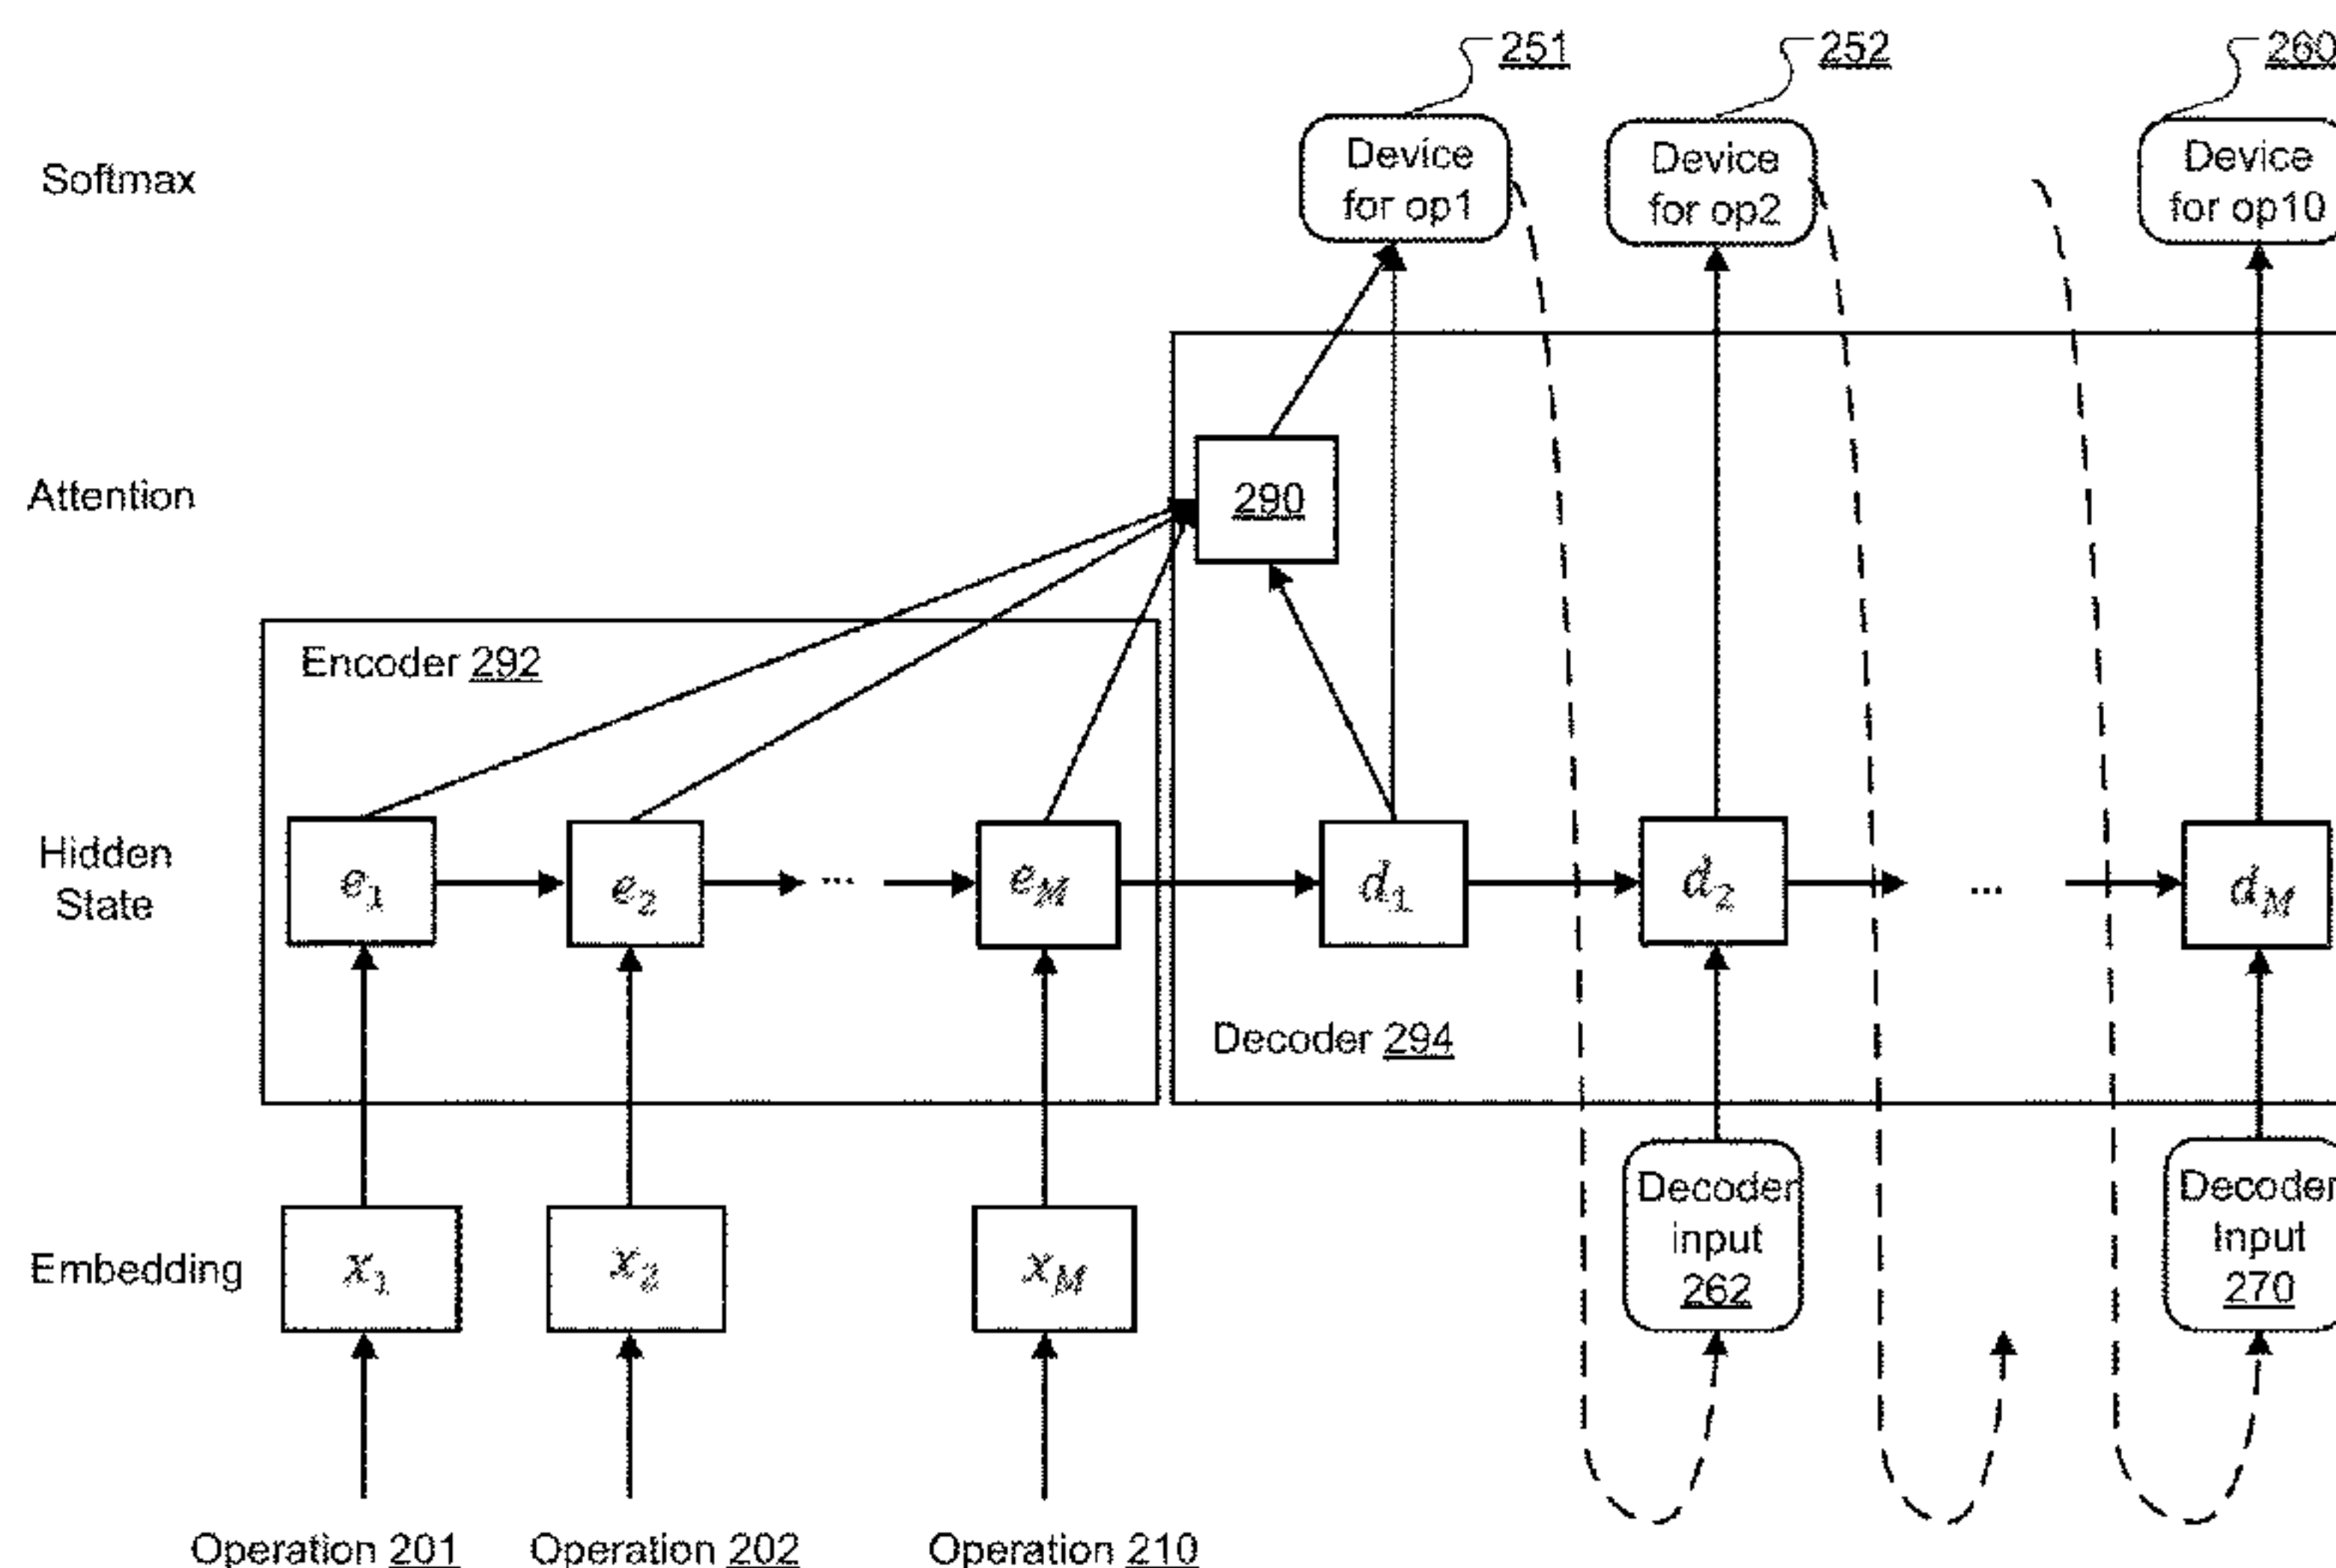 251
252
260
Softmax
Device
for op1
Device
for op2
Device
for op10
Attention
290
Encoder 292
Hidden
State
e1
e2
...
eM
d1
d2
...
dM
Decoder 294
Embedding
x1
x2
xM
Decoder
input
262
Decoder
Input
270
Operation 201
Operation 202
Operation 210